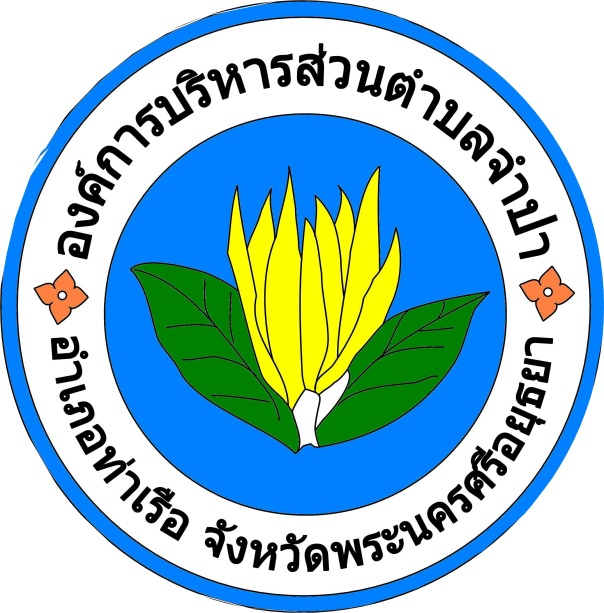 องค์การบริหารส่วนตำบลจำปา
อำเภอท่าเรือ จังหวัดพระนครศรีอยุธยา